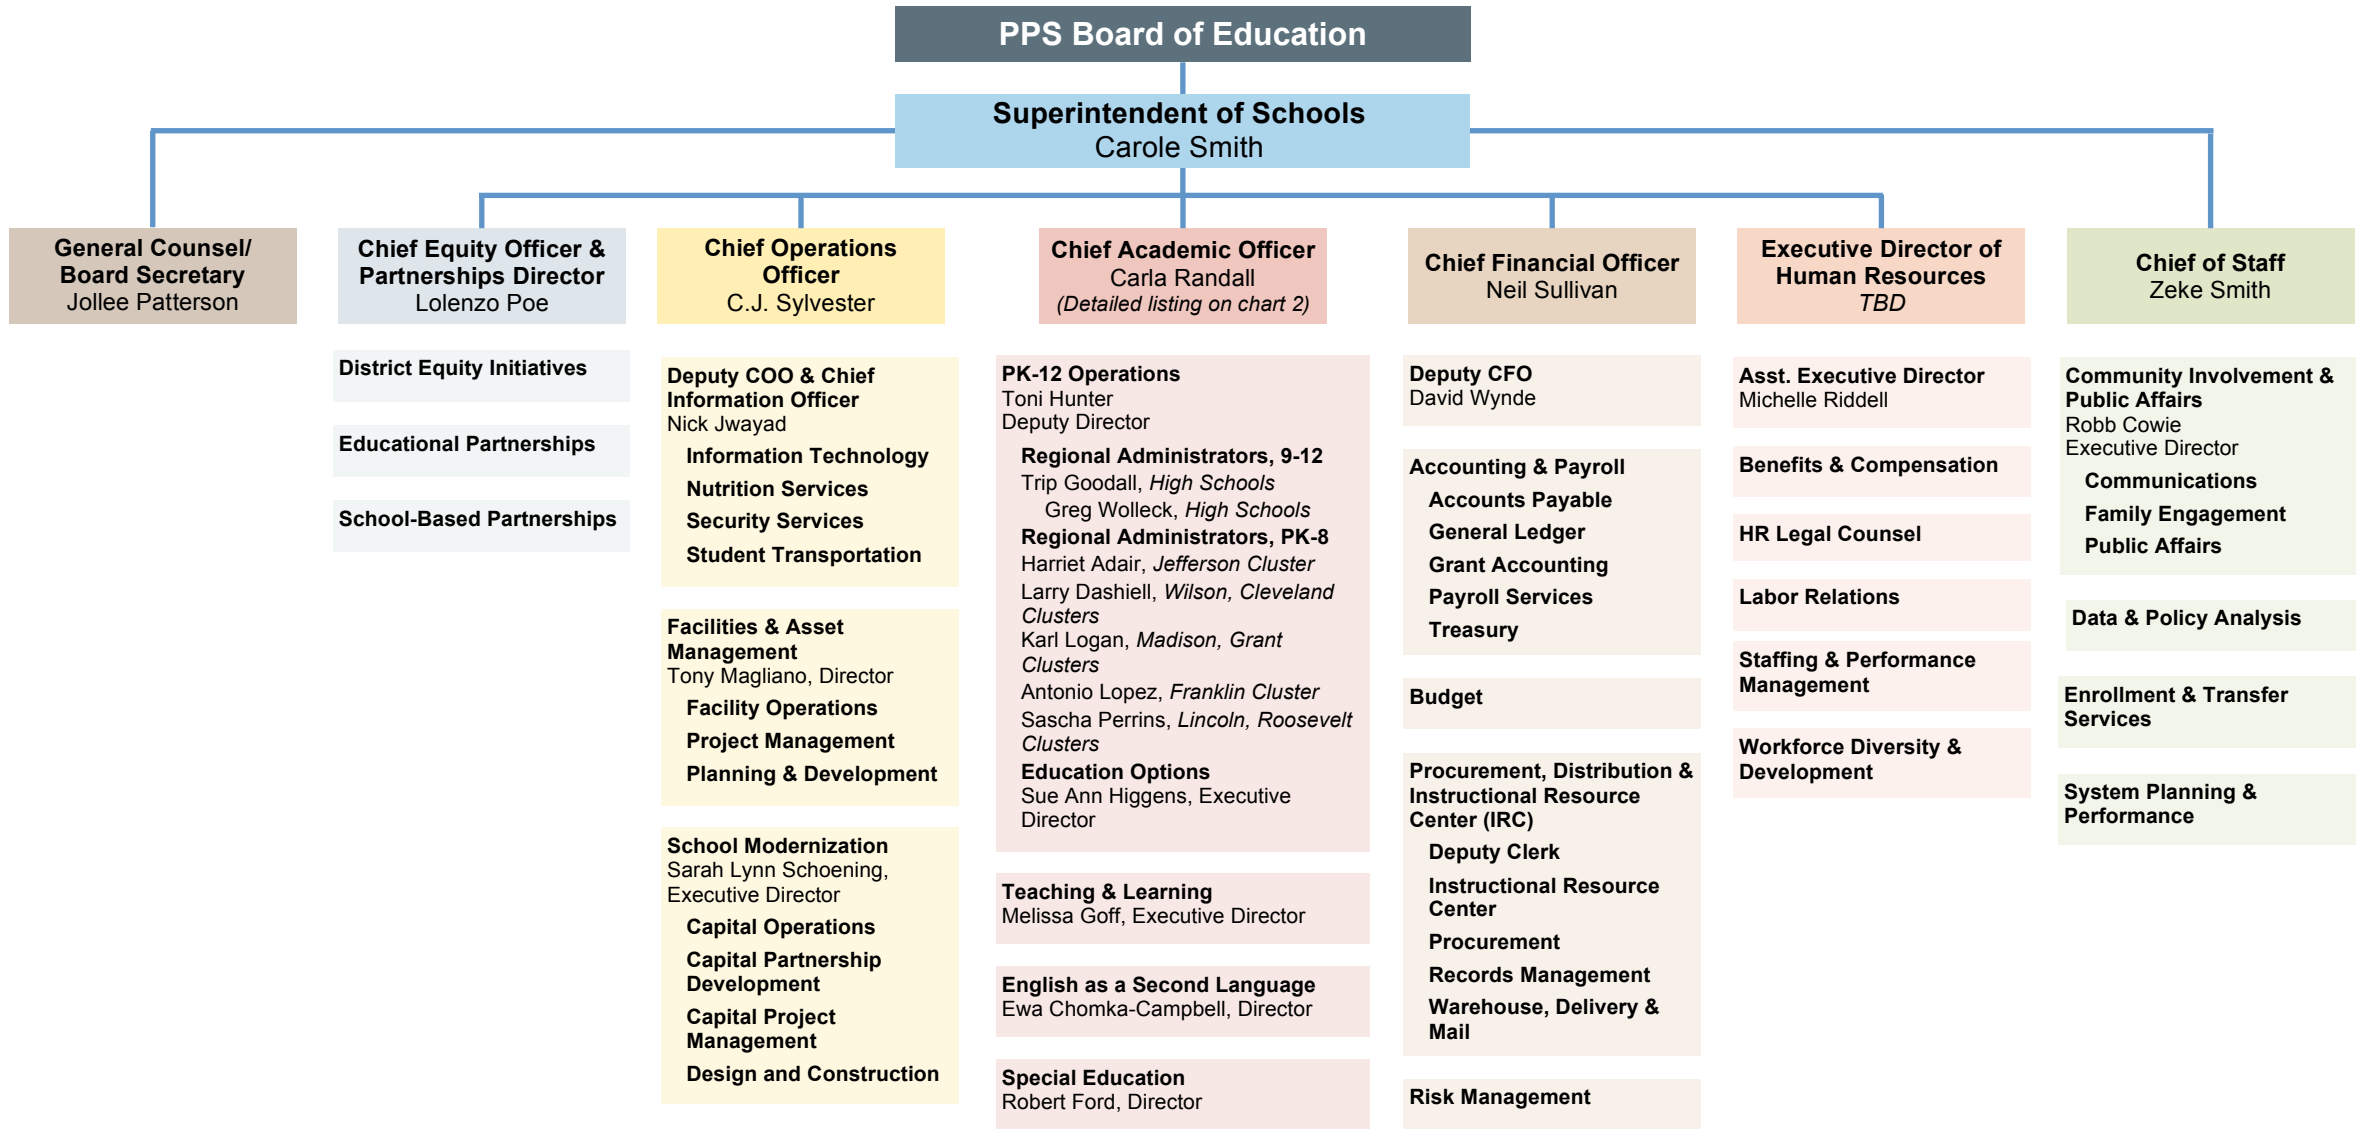 PPS Board of Education
Superintendent of Schools
Carole Smith
General Counsel/
Board Secretary
Jollee Patterson
Chief Equity Officer &
Partnerships Director
Lolenzo Poe
District Equity Initiatives
Educational Partnerships
School-Based Partnerships
Chief Operations
Officer
C.J. Sylvester
Deputy COO & Chief
Information Officer
Nick Jwayad
Information Technology
Nutrition Services
Security Services
Student Transportation
Facilities & Asset
Management
Tony Magliano, Director
Facility Operations
Project Management
Planning & Development
School Modernization
Sarah Lynn Schoening,
Executive Director
Capital Operations
Capital Partnership
Development
Capital Project
Management
Design and Construction
Chief Academic Officer
Carla Randall
(Detailed listing on chart 2)
PK-12 Operations
Toni Hunter
Deputy Director
Regional Administrators, 9-12
Trip Goodall, High Schools
Greg Wolleck, High Schools
Regional Administrators, PK-8
Harriet Adair, Jefferson Cluster
Larry Dashiell, Wilson, Cleveland
Clusters
Karl Logan, Madison, Grant
Clusters
Antonio Lopez, Franklin Cluster
Sascha Perrins, Lincoln, Roosevelt
Clusters
Education Options
Sue Ann Higgens, Executive
Director
Teaching & Learning
Melissa Goff, Executive Director
English as a Second Language
Ewa Chomka-Campbell, Director
Special Education
Robert Ford, Director
Chief Financial Officer
Neil Sullivan
Deputy CFO
David Wynde
Accounting & Payroll
Accounts Payable
General Ledger
Grant Accounting
Payroll Services
Treasury
Budget
Procurement, Distribution &
Instructional Resource
Center (IRC)
Deputy Clerk
Instructional Resource
Center
Procurement
Records Management
Warehouse, Delivery &
Mail
Risk Management
Executive Director of
Human Resources
TBD
Asst. Executive Director
Michelle Riddell
Benefits & Compensation
HR Legal Counsel
Labor Relations
Staffing & Performance
Management
Workforce Diversity &
Development
Chief of Staff
Zeke Smith
Community Involvement &
Public Affairs
Robb Cowie
Executive Director
Communications
Family Engagement
Public Affairs
Data & Policy Analysis
Enrollment & Transfer
Services
System Planning &
Performance